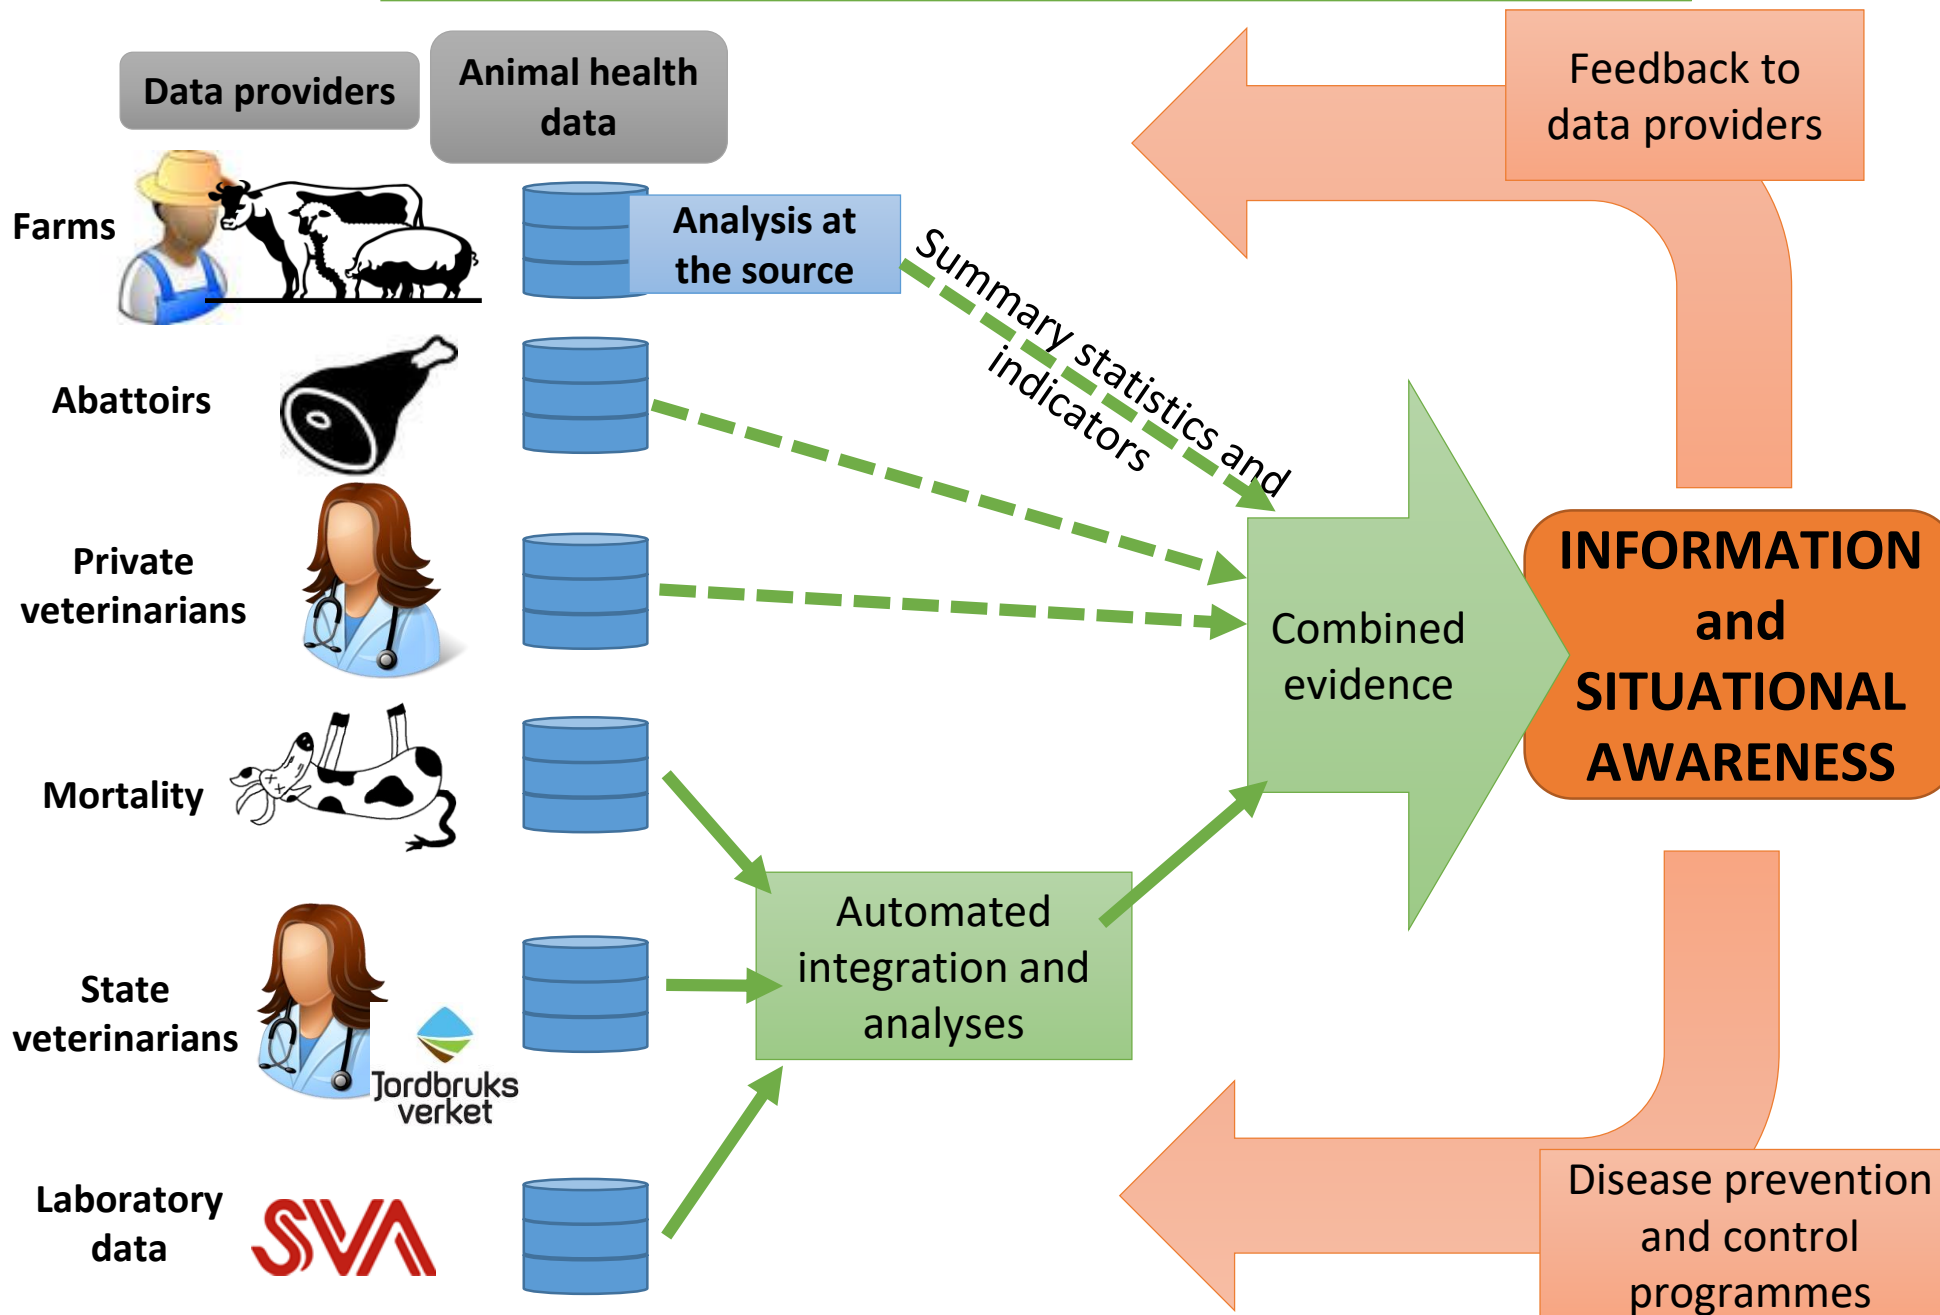 Data providers
Animal health
data
Feedback to
data providers
Farms
Analysis at
the source
Summary statistics and
indicators
Abattoirs
Private
veterinarians
Combined
evidence
INFORMATION
and
SITUATIONAL
AWARENESS
Mortality
Automated
integration and
analyses
State
veterinarians
Jordbruks
verket
Laboratory
data
SVA
Disease prevention
and control
programmes